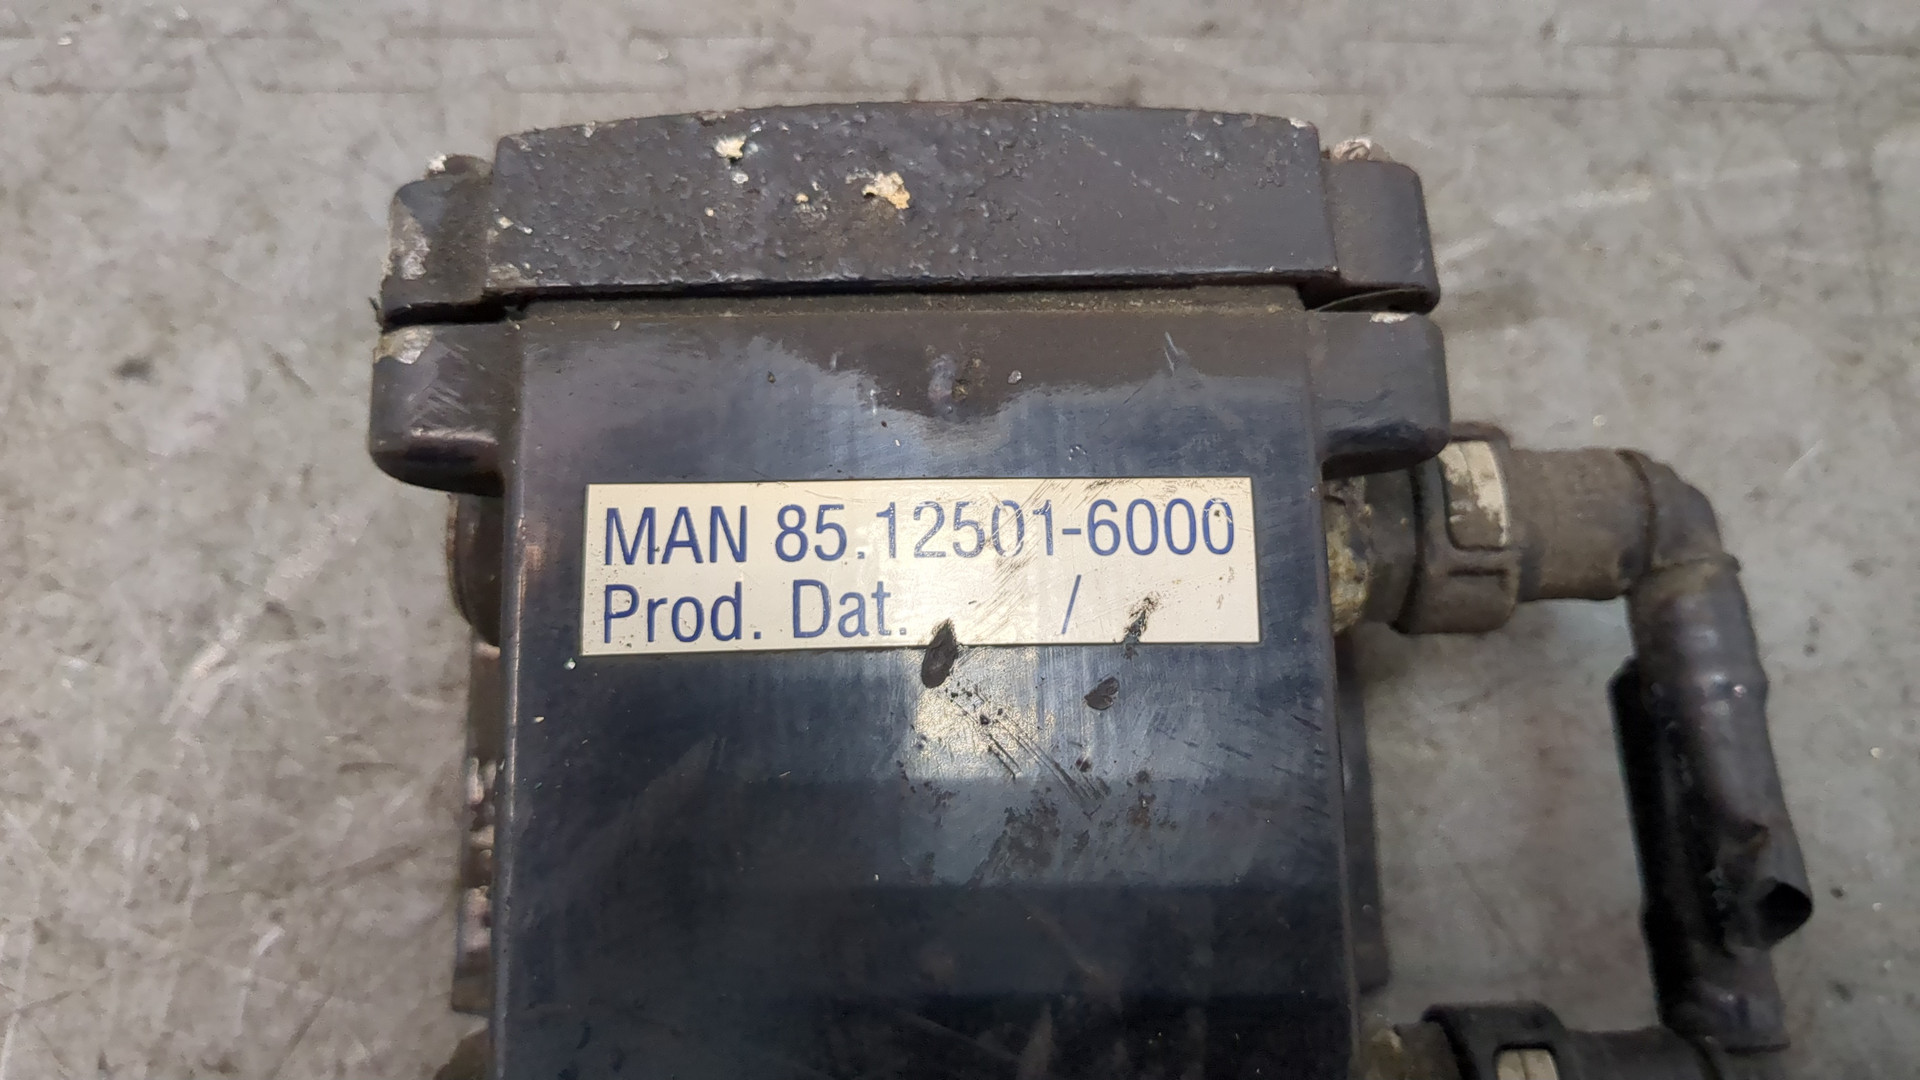 MAN 85.12501-6000
Prod. Dat. /